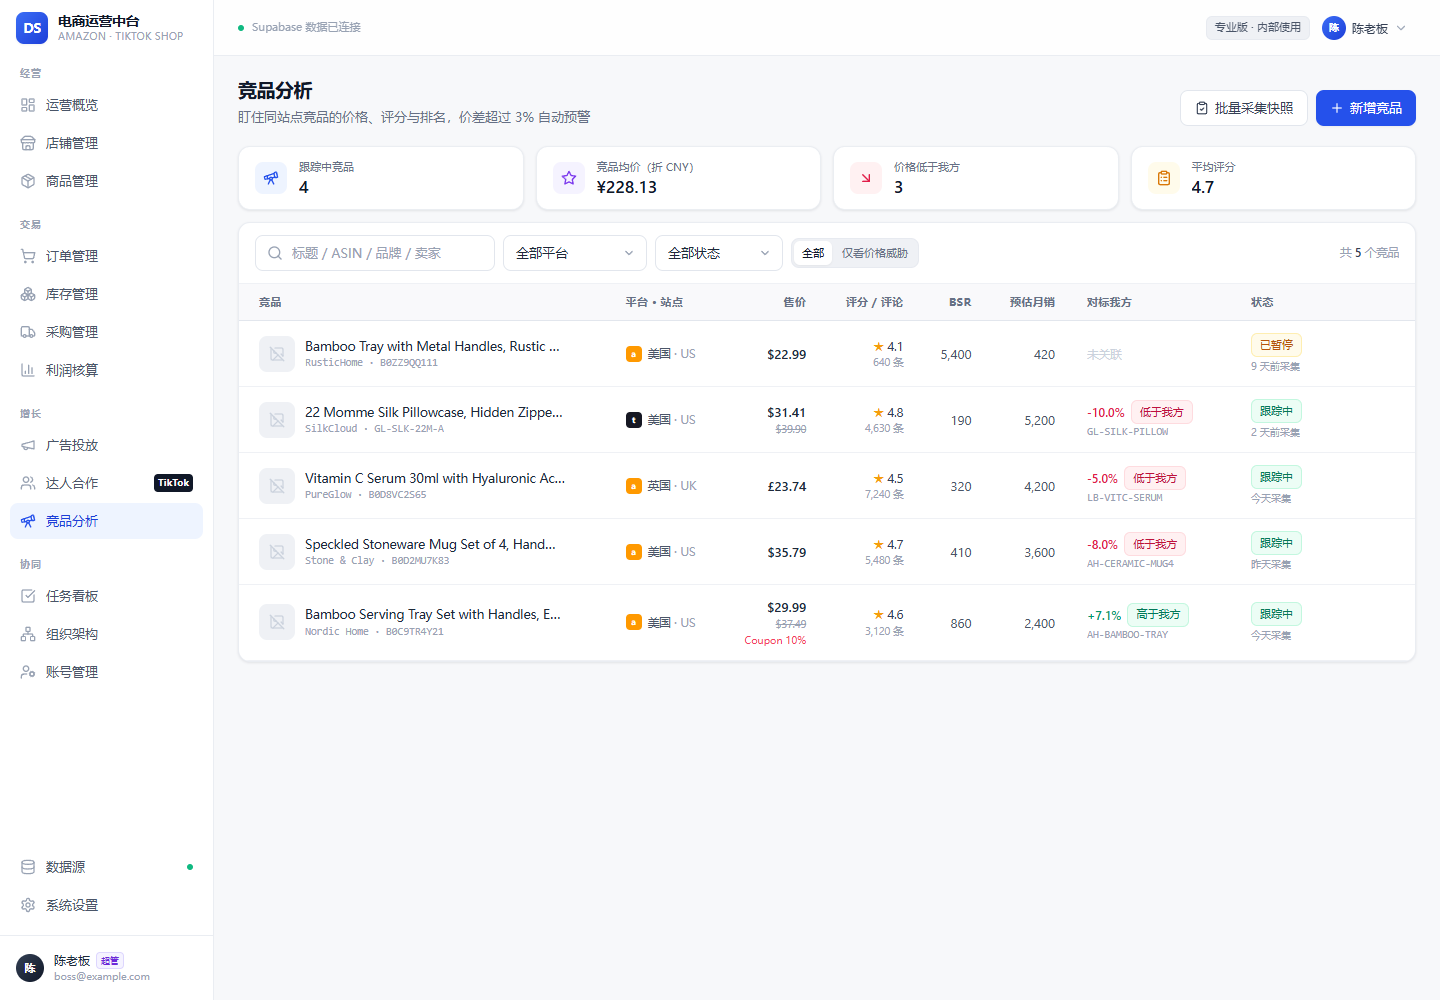 DS
电商运营中台
AMAZON · TIKTOK SHOP
经营
运营概览
店铺管理
商品管理
交易
订单管理
库存管理
采购管理
利润核算
增长
广告投放
达人合作
TikTok
竞品分析
协同
任务看板
组织架构
账号管理
数据源
系统设置
陈
陈老板 超管
boss@example.com
Supabase 数据已连接
专业版 · 内部使用
陈 陈老板
竞品分析
盯住同站点竞品的价格、评分与排名，价差超过 3% 自动预警
批量采集快照
新增竞品
跟踪中竞品
4
竞品均价（折 CNY）
¥228.13
价格低于我方
3
平均评分
4.7
标题 / ASIN / 品牌 / 卖家
全部平台
全部状态
全部 仅看价格威胁
共 5 个竞品
竞品 平台 • 站点 售价 评分 / 评论 BSR 预估月销 对标我方 状态
Bamboo Tray with Metal Handles, Rustic ...
RusticHome · B0ZZ9QQ111
a 美国 · US
$22.99
★ 4.1
640 条
5,400
420
未关联
已暂停
9 天前采集
22 Momme Silk Pillowcase, Hidden Zippe...
SilkCloud · GL-SLK-22M-A
t 美国 · US
$31.41
$39.90
★ 4.8
4,630 条
190
5,200
-10.0% 低于我方
GL-SILK-PILLOW
跟踪中
2 天前采集
Vitamin C Serum 30ml with Hyaluronic Ac...
PureGlow · B0D8VC2S65
a 英国 · UK
£23.74
★ 4.5
7,240 条
320
4,200
-5.0% 低于我方
LB-VITC-SERUM
跟踪中
今天采集
Speckled Stoneware Mug Set of 4, Hand...
Stone & Clay · B0D2MU7K83
a 美国 · US
$35.79
★ 4.7
5,480 条
410
3,600
-8.0% 低于我方
AH-CERAMIC-MUG4
跟踪中
昨天采集
Bamboo Serving Tray Set with Handles, E...
Nordic Home · B0C9TR4Y21
a 美国 · US
$29.99
$37.49
Coupon 10%
★ 4.6
3,120 条
860
2,400
+7.1% 高于我方
AH-BAMBOO-TRAY
跟踪中
今天采集